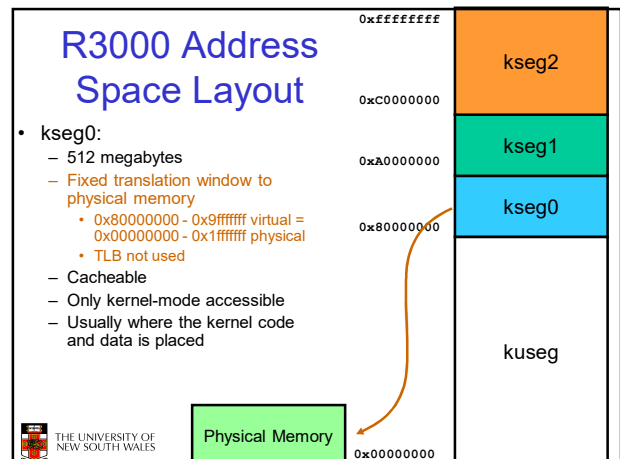 R3000 Address
Space Layout
• kseg0:
– 512 megabytes
– Fixed translation window to
physical memory
• 0x80000000 - 0x9fffffff virtual =
0x00000000 - 0x1fffffff physical
• TLB not used
– Cacheable
– Only kernel-mode accessible
– Usually where the kernel code
and data is placed
THE UNIVERSITY OF
NEW SOUTH WALES
Physical Memory
0xffffffff
0xC0000000
0xA0000000
0x80000000
0x00000000
kseg2
kseg1
kseg0
kuseg